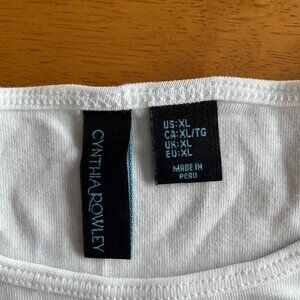 CYNTHIA ROWLEY
US:XL
CA:XL/TG
UK:XL
EU:XL
MADE IN
PERU